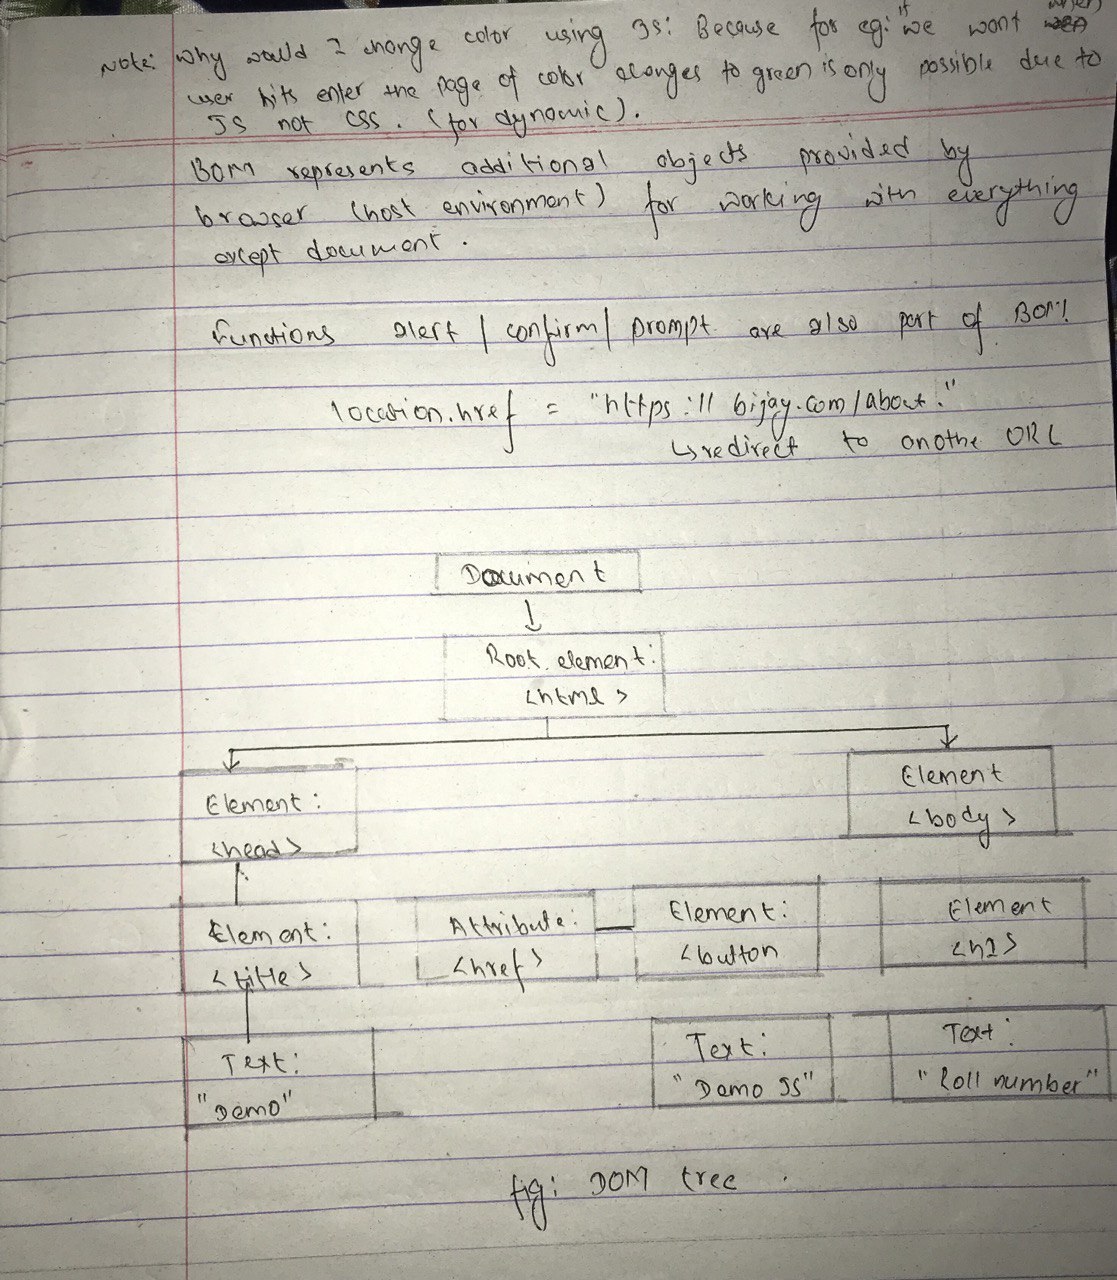 when
Note: Why would I change color using JS: Because for eg: if we want
user hits enter the page of color changes to green is only possible due to
JS not CSS. (for dynamic).
BOM represents additional objects provided by
browser (host environment) for working with everything
except document.
Functions alert / confirm / prompt are also part of BOM!
location.href = "https://bijay.com/about."
↳ redirect to anothe URL
Document
Root element:
<html>
Element:
<head>
Element
<body>
Element:
<title>
Attribute:
<href>
Element:
<button
Element
<h1>
Text:
"Demo"
Text:
"Demo JS"
Text:
"Roll number"
fig: DOM tree